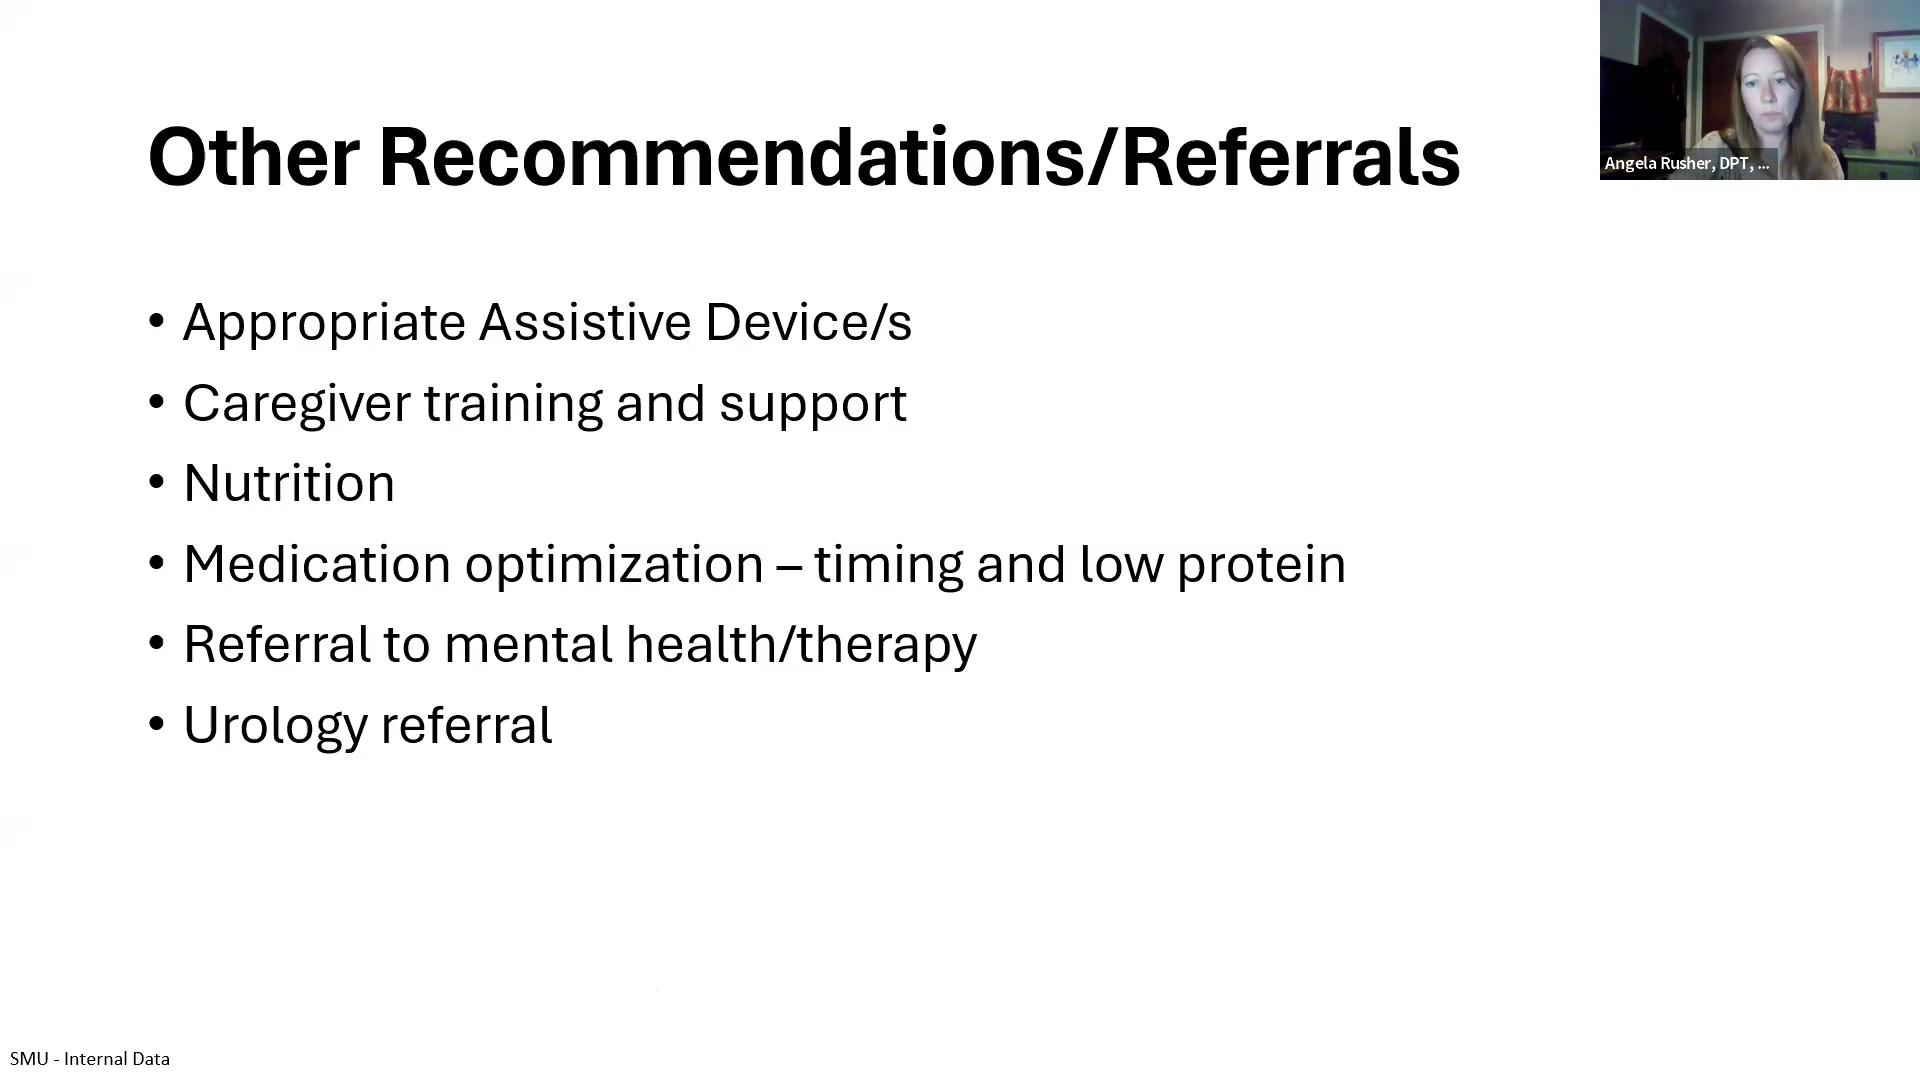 Other Recommendations/Referrals
Angela Rusher, DPT, ...
• Appropriate Assistive Device/s
• Caregiver training and support
• Nutrition
• Medication optimization – timing and low protein
• Referral to mental health/therapy
• Urology referral
SMU - Internal Data